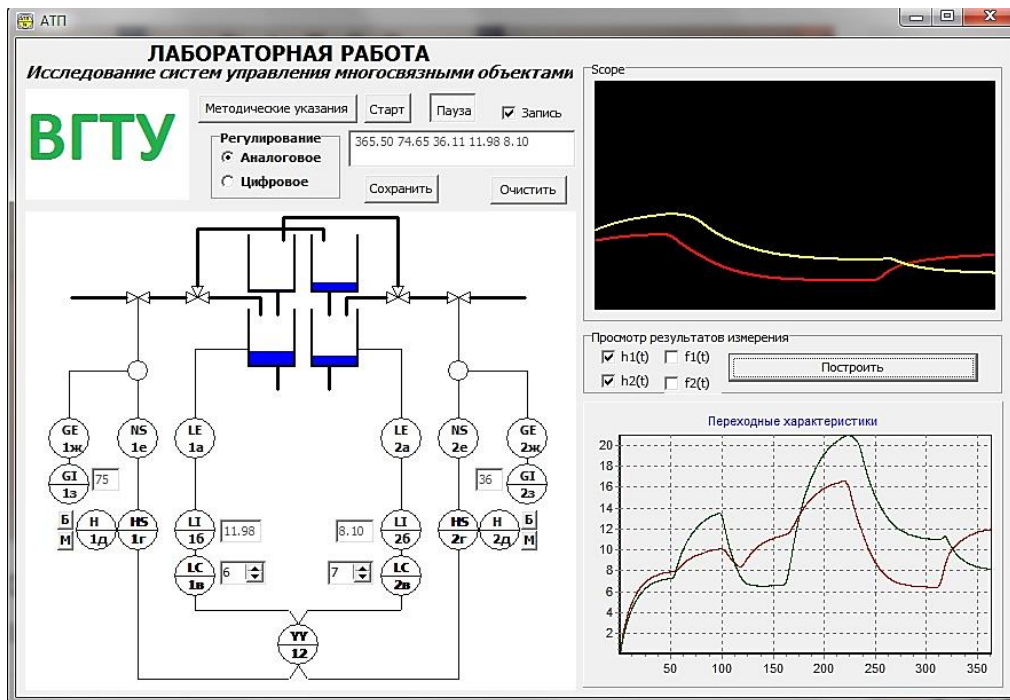 АТП
ЛАБОРАТОРНАЯ РАБОТА
Исследование систем управления многосвязными объектами
ВГТУ
Методические указания Старт Пауза Запись
Регулирование
Аналоговое
Цифровое
365.50 74.65 36.11 11.98 8.10
Сохранить Очистить
GE 1ж
NS 1е
LE 1а
LE 2а
NS 2е
GE 2ж
GI 1з
75
36
GI 2з
Б
М
H 1д
HS 1г
LI 1б
11.98
8.10
LI 2б
HS 2г
H 2д
Б
М
LC 1в
6
7
LC 2в
YY 12
Scope
Просмотр результатов измерения
h1(t) f1(t)
h2(t) f2(t)
Построить
Переходные характеристики
20
18
16
14
12
10
8
6
4
2
50 100 150 200 250 300 350